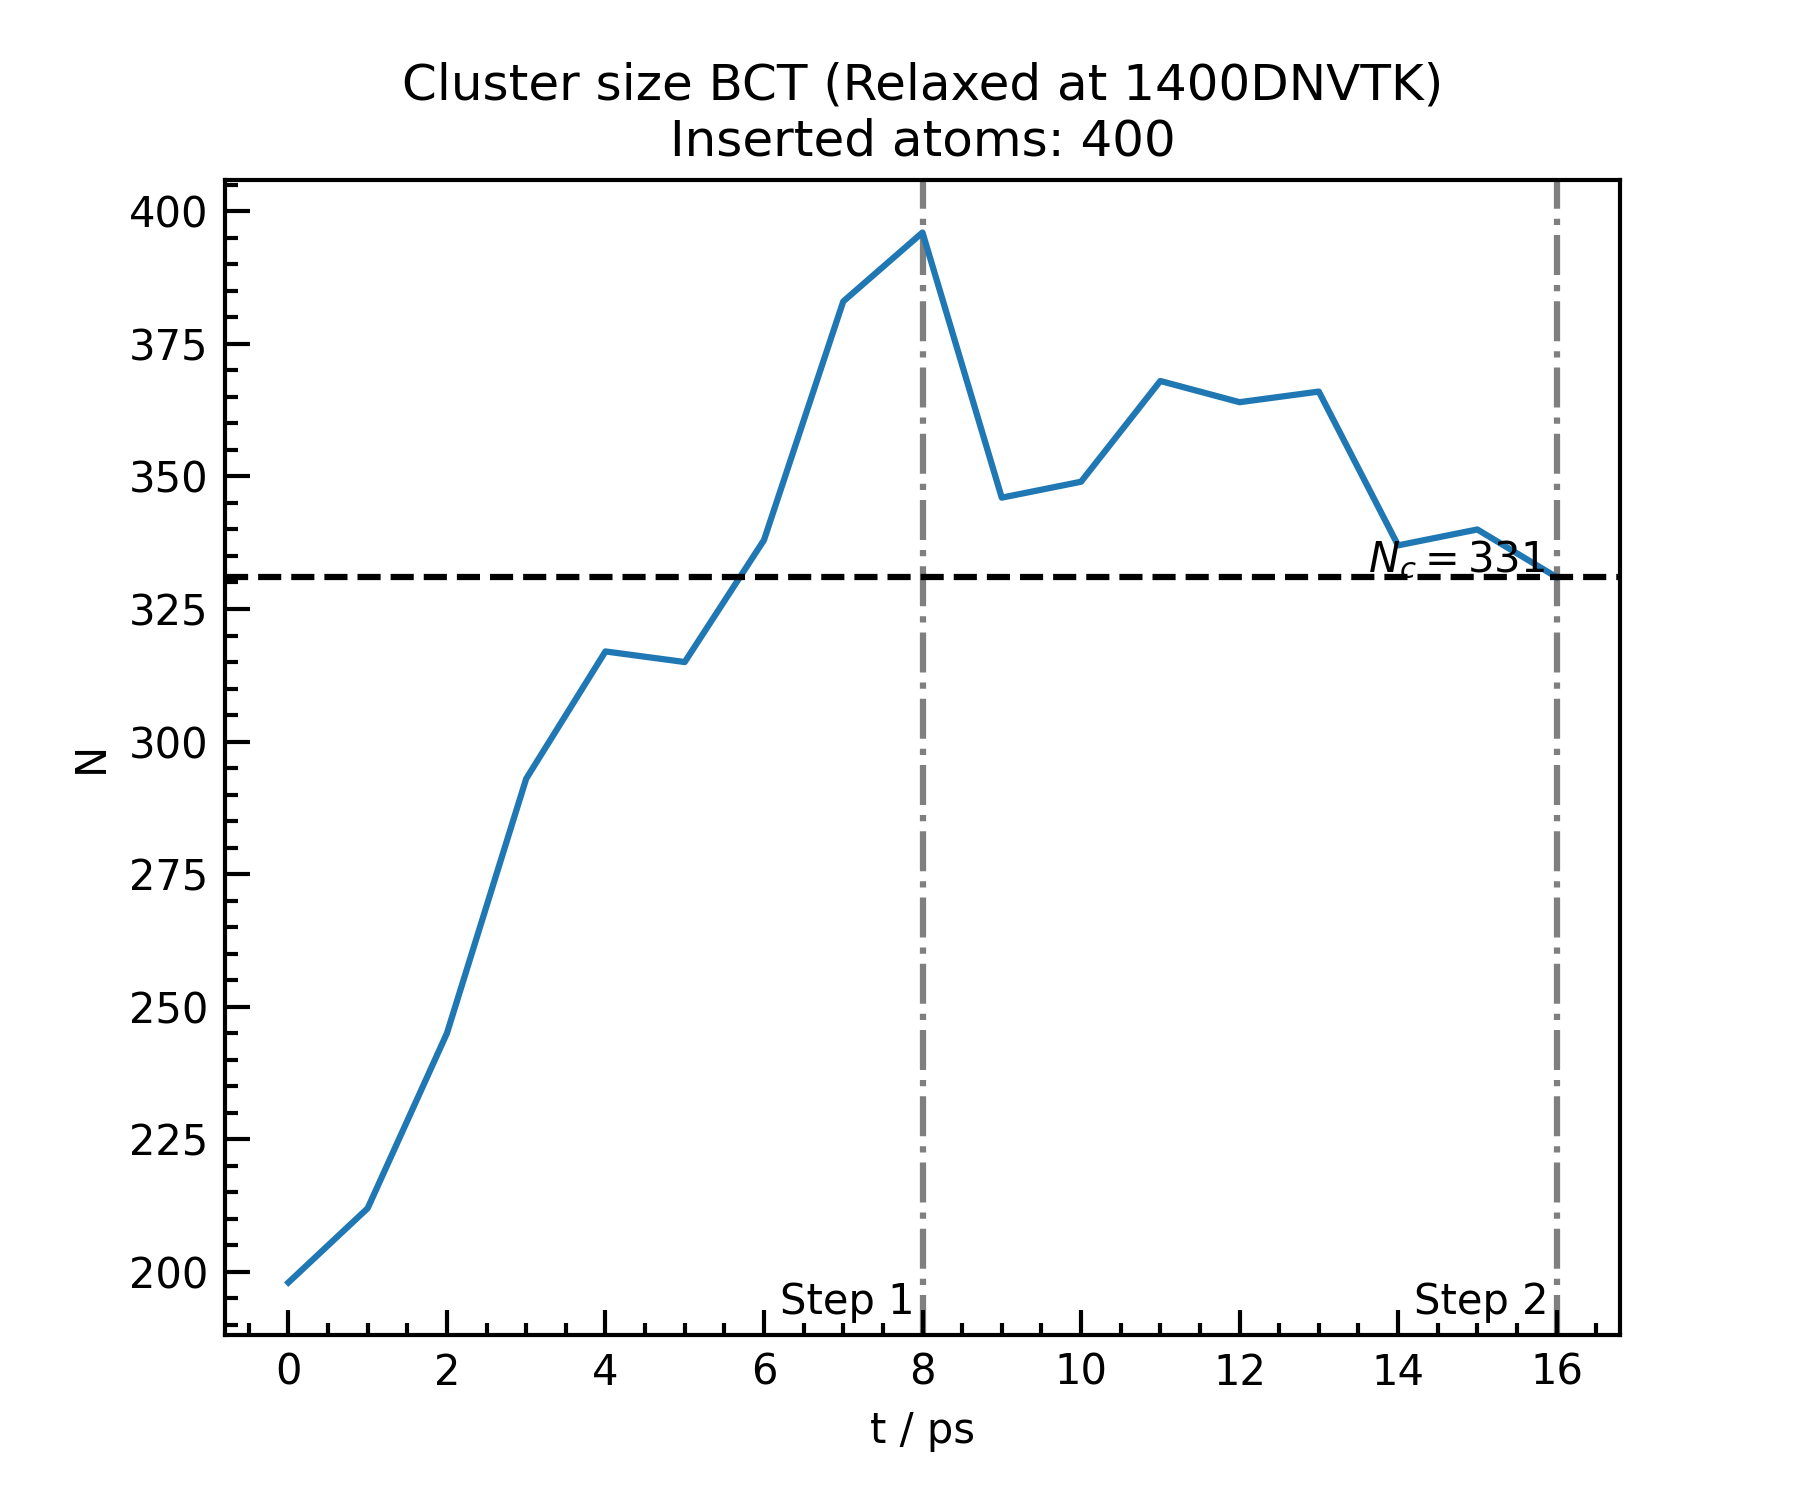 Cluster size BCT (Relaxed at 1400DNVTK)
Inserted atoms: 400
400
375
350
325
300
275
250
225
200
N
N_c = 331
Step 1
Step 2
0 2 4 6 8 10 12 14 16
t / ps